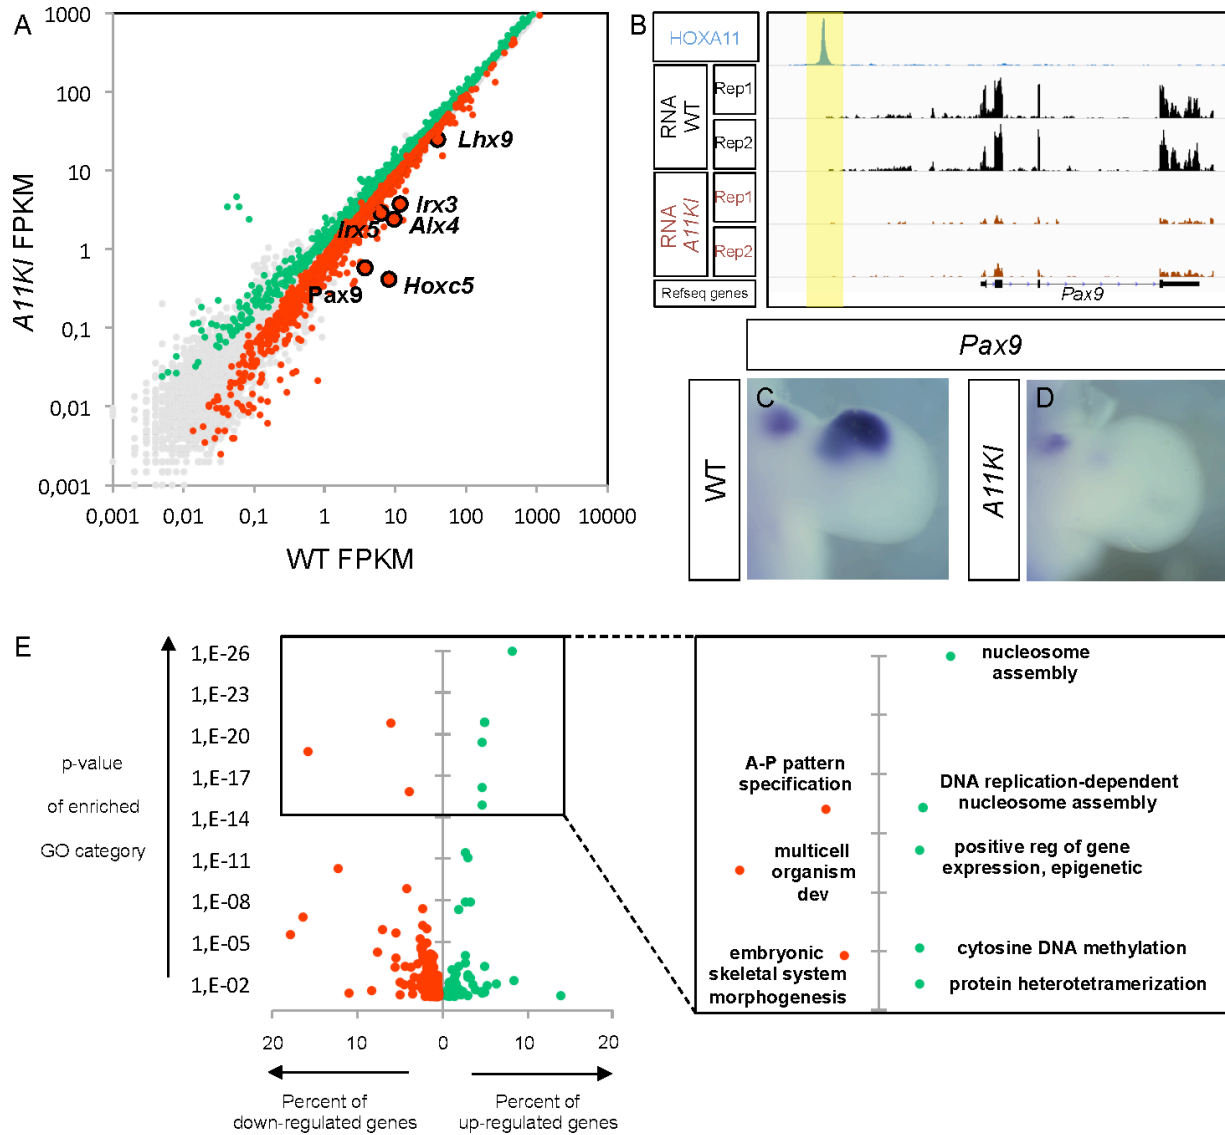 A
1000
100
10
1
0,1
0,01
0,001
0,001
0,01
0,1
1
10
100
1000
10000
A11KI FPKM
WT FPKM
Lhx9
Irx3
Irx5
Alx4
Pax9
Hoxc5
B
HOXA11
RNA
WT
Rep1
Rep2
RNA
A11KI
Rep1
Rep2
Refseq genes
Pax9
Pax9
WT
C
A11KI
D
E
p-value
of enriched
GO category
1,E-26
1,E-23
1,E-20
1,E-17
1,E-14
1,E-11
1,E-08
1,E-05
1,E-02
20
10
0
10
20
Percent of
down-regulated genes
Percent of
up-regulated genes
nucleosome
assembly
A-P pattern
specification
DNA replication-dependent
nucleosome assembly
multicell
organism
dev
positive reg of gene
expression, epigenetic
embryonic
skeletal system
morphogenesis
cytosine DNA methylation
protein heterotetramerization